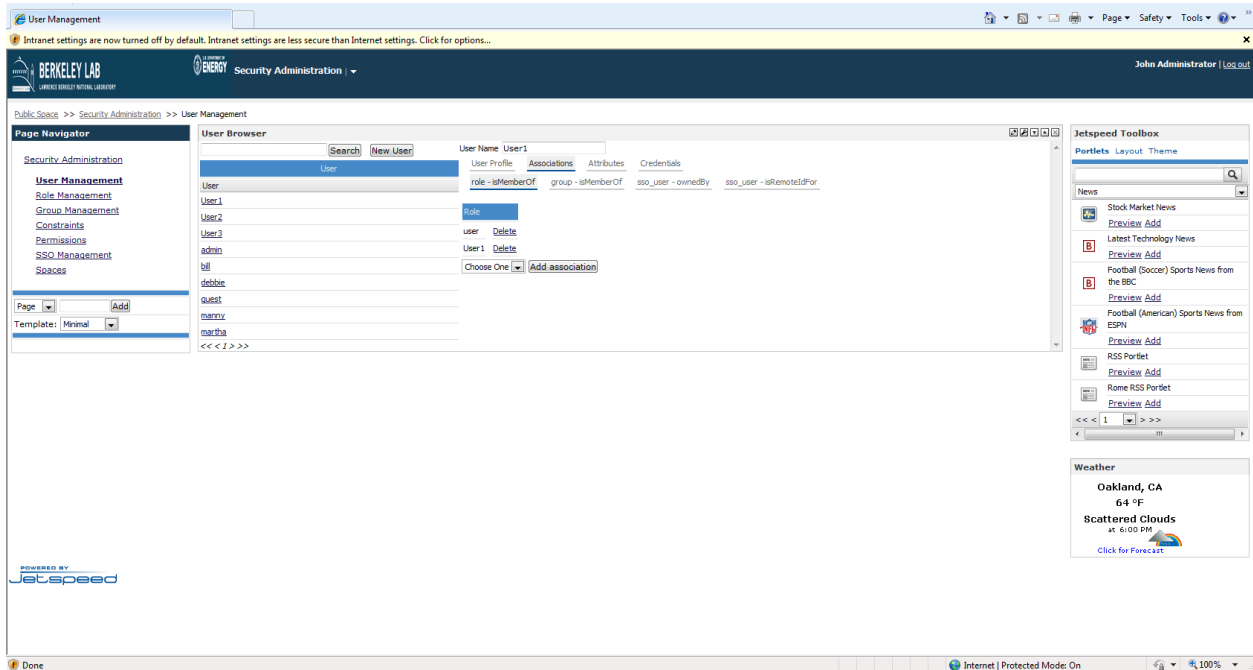 User Management
Page Safety Tools
Intranet settings are now turned off by default. Intranet settings are less secure than Internet settings. Click for options...
BERKELEY LAB
LAWRENCE BERKELEY NATIONAL LABORATORY
U.S. DEPARTMENT OF
ENERGY
Security Administration |
John Administrator | Log out
Public Space >> Security Administration >> User Management
Page Navigator
Security Administration
User Management
Role Management
Group Management
Constraints
Permissions
SSO Management
Spaces
Page Add
Template: Minimal
User Browser
Search New User
User
User
User1
User2
User3
admin
bill
debbie
guest
manny
martha
<< < 1 > >>
User Name User1
User Profile Associations Attributes Credentials
role - isMemberOf group - isMemberOf sso_user - ownedBy sso_user - isRemoteIdFor
Role
user Delete
User1 Delete
Choose One Add association
Jetspeed Toolbox
Portlets Layout Theme
News
Stock Market News
Preview Add
Latest Technology News
Preview Add
Football (Soccer) Sports News from
the BBC
Preview Add
Football (American) Sports News from
ESPN
Preview Add
RSS Portlet
Preview Add
Rome RSS Portlet
Preview Add
<< < 1 > >>
Weather
Oakland, CA
64 °F
Scattered Clouds
at 6:00 PM
Click for Forecast
POWERED BY
Jetspeed
Done
Internet | Protected Mode: On
100%